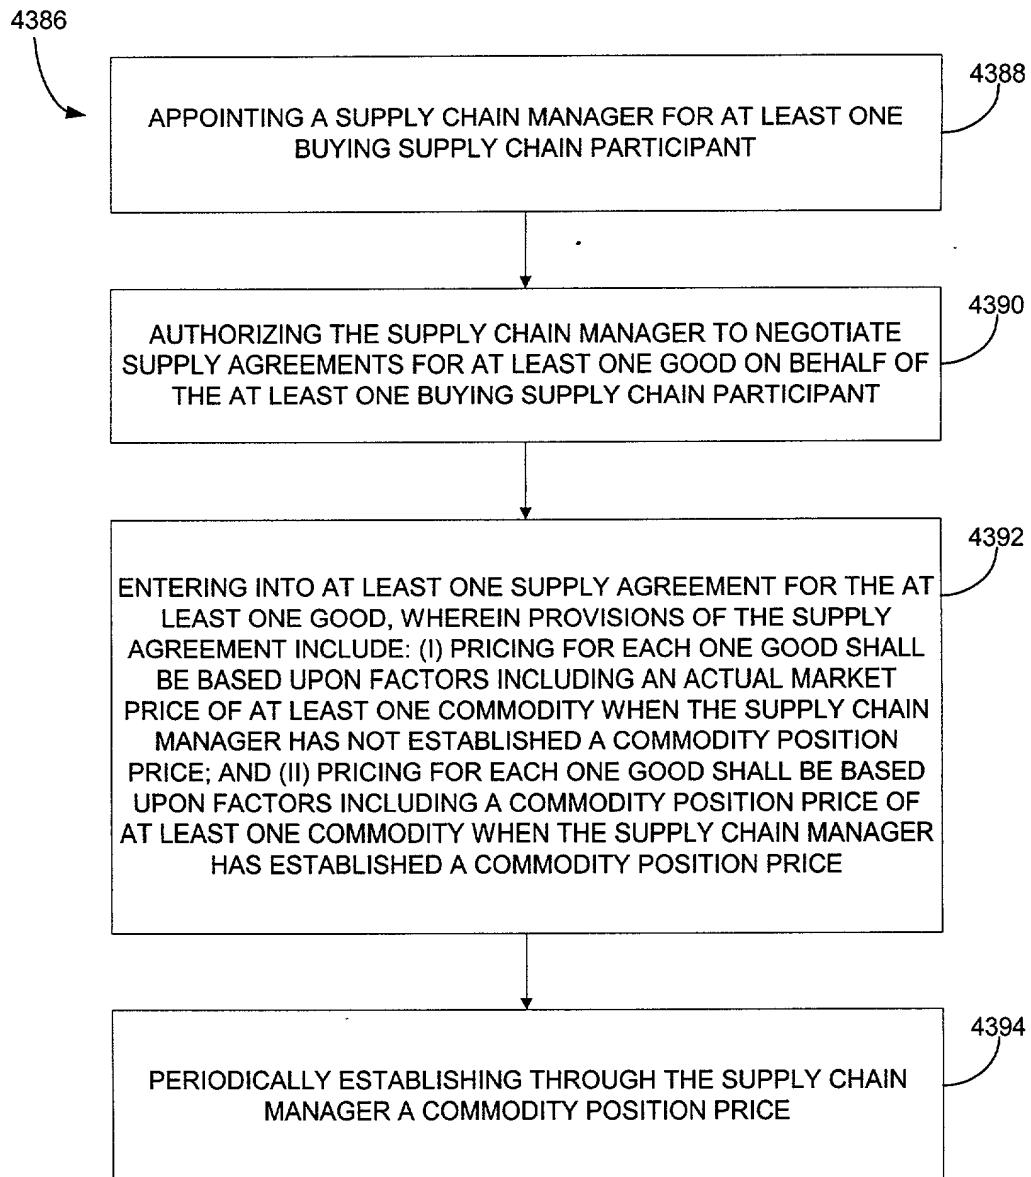 4386
4388
APPOINTING A SUPPLY CHAIN MANAGER FOR AT LEAST ONE
BUYING SUPPLY CHAIN PARTICIPANT
4390
AUTHORIZING THE SUPPLY CHAIN MANAGER TO NEGOTIATE
SUPPLY AGREEMENTS FOR AT LEAST ONE GOOD ON BEHALF OF
THE AT LEAST ONE BUYING SUPPLY CHAIN PARTICIPANT
4392
ENTERING INTO AT LEAST ONE SUPPLY AGREEMENT FOR THE AT
LEAST ONE GOOD, WHEREIN PROVISIONS OF THE SUPPLY
AGREEMENT INCLUDE: (I) PRICING FOR EACH ONE GOOD SHALL
BE BASED UPON FACTORS INCLUDING AN ACTUAL MARKET
PRICE OF AT LEAST ONE COMMODITY WHEN THE SUPPLY CHAIN
MANAGER HAS NOT ESTABLISHED A COMMODITY POSITION
PRICE; AND (II) PRICING FOR EACH ONE GOOD SHALL BE BASED
UPON FACTORS INCLUDING A COMMODITY POSITION PRICE OF
AT LEAST ONE COMMODITY WHEN THE SUPPLY CHAIN MANAGER
HAS ESTABLISHED A COMMODITY POSITION PRICE
4394
PERIODICALLY ESTABLISHING THROUGH THE SUPPLY CHAIN
MANAGER A COMMODITY POSITION PRICE